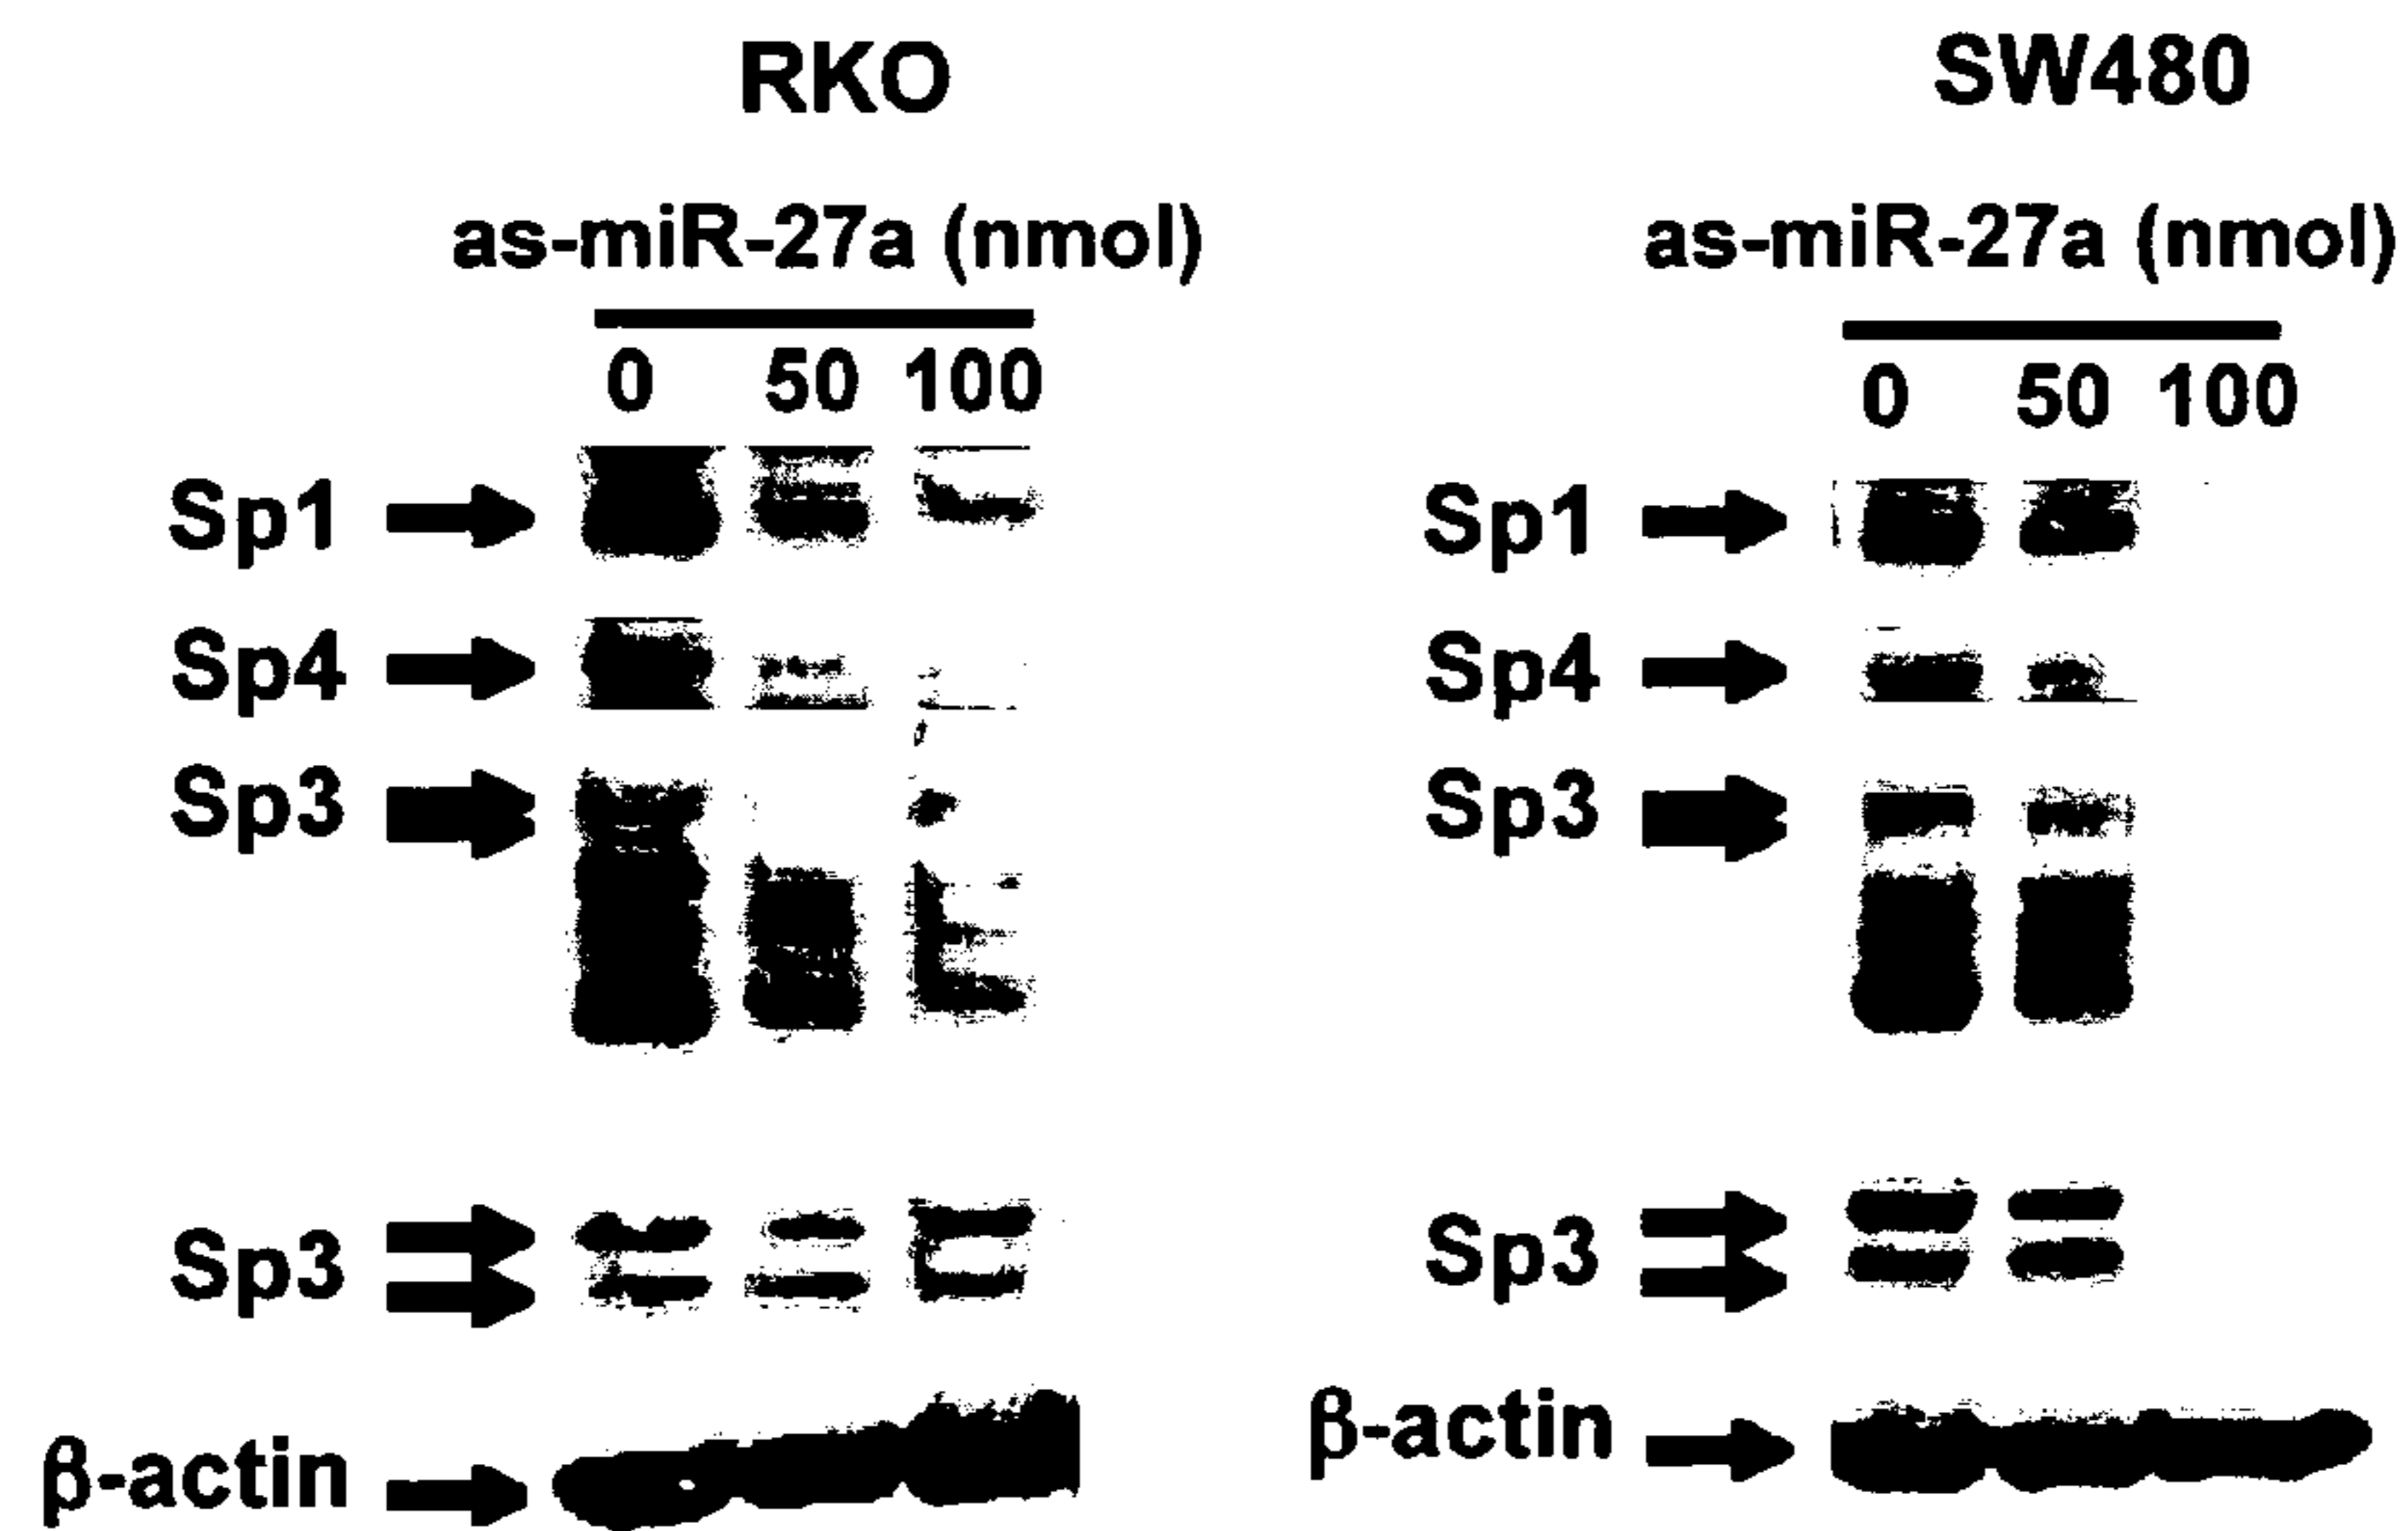 RKO
as-miR-27a (nmol)
0 50 100
Sp1
Sp4
Sp3
Sp3
β-actin
SW480
as-miR-27a (nmol)
0 50 100
Sp1
Sp4
Sp3
Sp3
β-actin